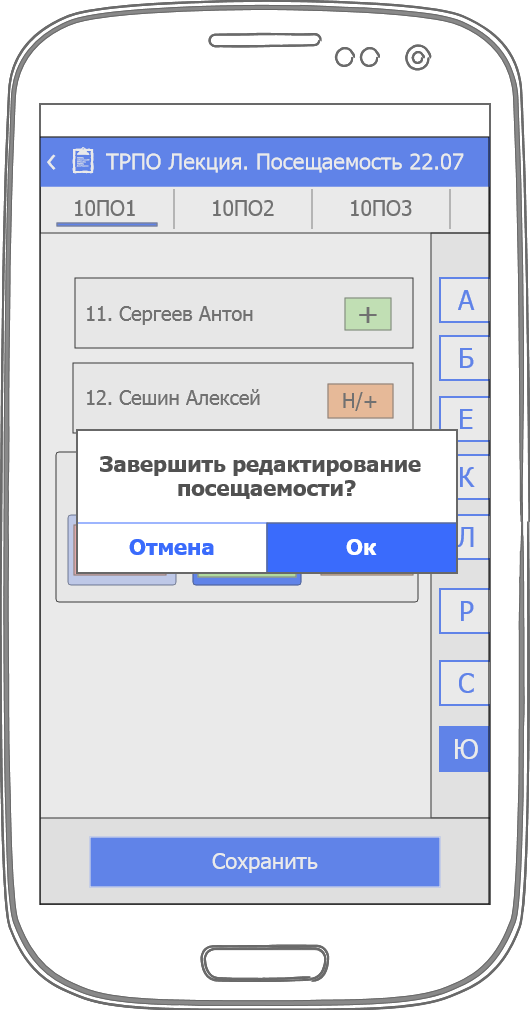 ТРПО Лекция. Посещаемость 22.07
10ПО1 10ПО2 10ПО3
11. Сергеев Антон +
12. Сешин Алексей Н/+
Завершить редактирование
посещаемости?
Отмена Ок
А
Б
Е
К
Л
Р
С
Ю
Сохранить